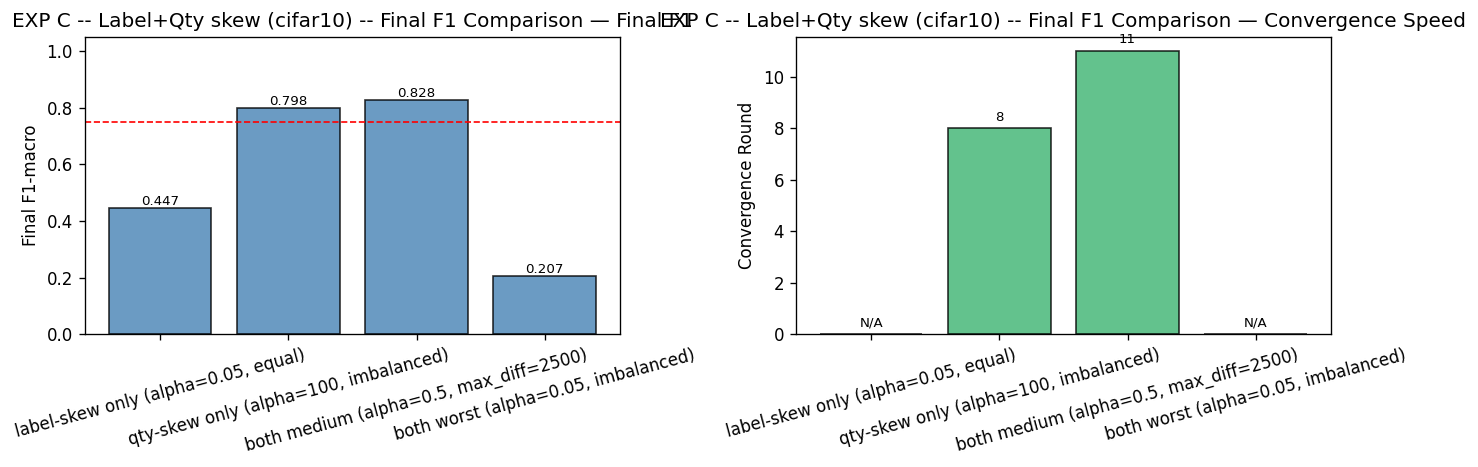 EXP C -- Label+Qty skew (cifar10) -- Final F1 Comparison — Final F1
EXP C -- Label+Qty skew (cifar10) -- Final F1 Comparison — Convergence Speed
Final F1-macro
1.0
0.8
0.6
0.4
0.2
0.0
0.447
0.798
0.828
0.207
label-skew only (alpha=0.05, equal)
qty-skew only (alpha=100, imbalanced)
both medium (alpha=0.5, max_diff=2500)
both worst (alpha=0.05, imbalanced)
Convergence Round
10
8
6
4
2
0
N/A
8
11
N/A
label-skew only (alpha=0.05, equal)
qty-skew only (alpha=100, imbalanced)
both medium (alpha=0.5, max_diff=2500)
both worst (alpha=0.05, imbalanced)